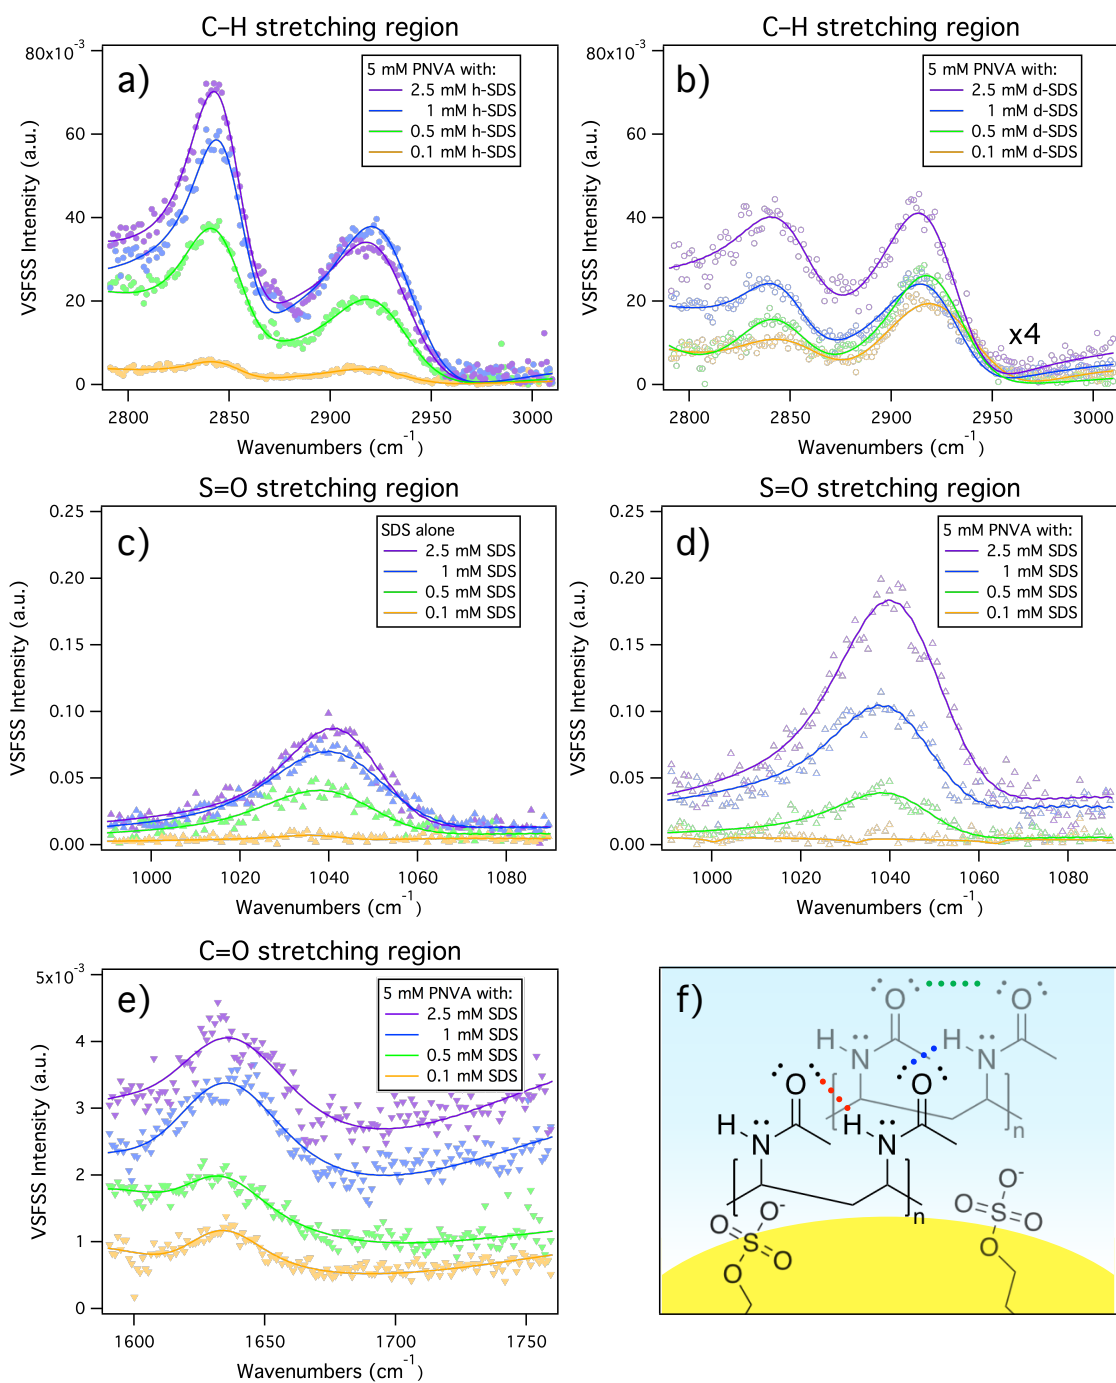 C–H stretching region
a)
80x10⁻³
60
40
20
0
VSFSS Intensity (a.u.)
5 mM PNVA with:
2.5 mM h-SDS
1 mM h-SDS
0.5 mM h-SDS
0.1 mM h-SDS
2800 2850 2900 2950 3000
Wavenumbers (cm⁻¹)
C–H stretching region
b)
80x10⁻³
60
40
20
0
VSFSS Intensity (a.u.)
5 mM PNVA with:
2.5 mM d-SDS
1 mM d-SDS
0.5 mM d-SDS
0.1 mM d-SDS
x4
2800 2850 2900 2950 3000
Wavenumbers (cm⁻¹)
S=O stretching region
c)
0.25
0.20
0.15
0.10
0.05
0.00
VSFSS Intensity (a.u.)
SDS alone
2.5 mM SDS
1 mM SDS
0.5 mM SDS
0.1 mM SDS
1000 1020 1040 1060 1080
Wavenumbers (cm⁻¹)
S=O stretching region
d)
0.25
0.20
0.15
0.10
0.05
0.00
VSFSS Intensity (a.u.)
5 mM PNVA with:
2.5 mM SDS
1 mM SDS
0.5 mM SDS
0.1 mM SDS
1000 1020 1040 1060 1080
Wavenumbers (cm⁻¹)
C=O stretching region
e)
5x10⁻³
4
3
2
1
0
VSFSS Intensity (a.u.)
5 mM PNVA with:
2.5 mM SDS
1 mM SDS
0.5 mM SDS
0.1 mM SDS
1600 1650 1700 1750
Wavenumbers (cm⁻¹)
f)
O O
H N H N
O O
n
H N H N
n
O O⁻ S O O
O⁻ O S O O